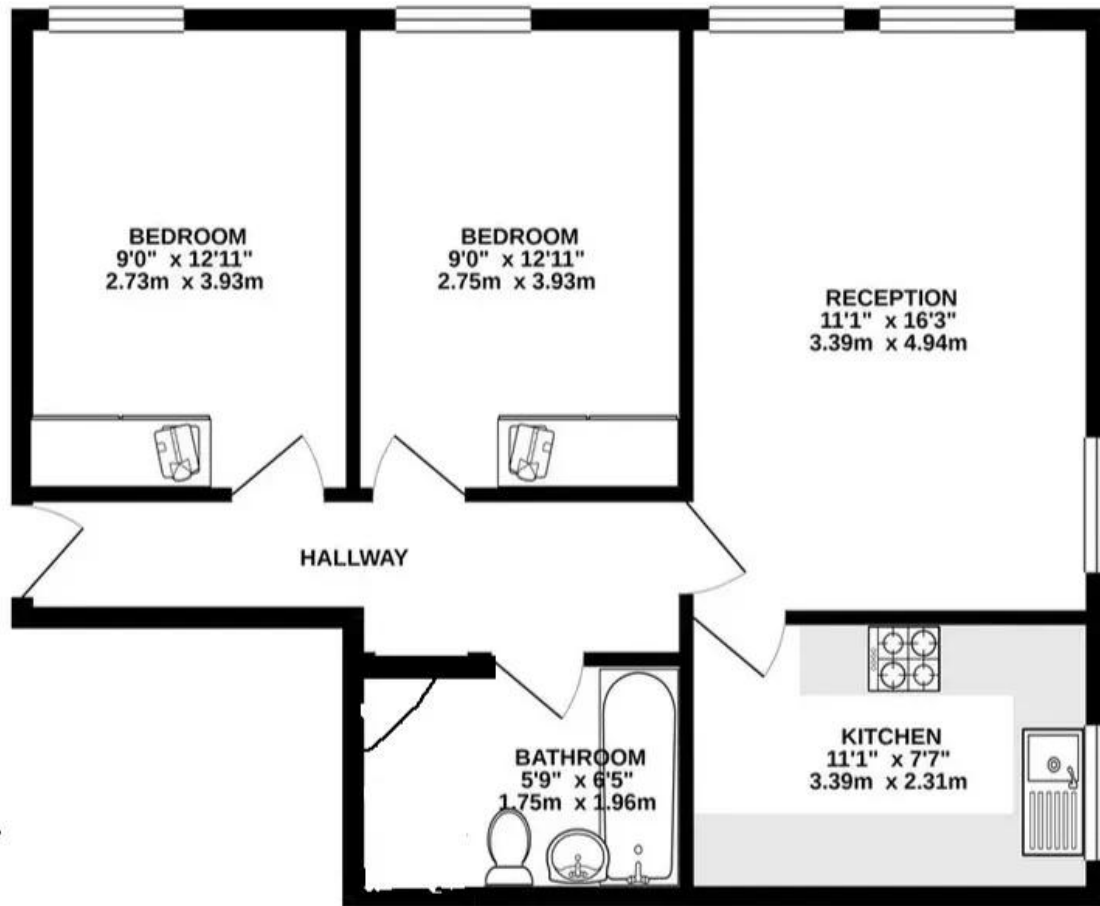 BEDROOM
9'0" x 12'11"
2.73m x 3.93m
BEDROOM
9'0" x 12'11"
2.75m x 3.93m
RECEPTION
11'1" x 16'3"
3.39m x 4.94m
HALLWAY
BATHROOM
5'9" x 6'5"
1.75m x 1.96m
KITCHEN
11'1" x 7'7"
3.39m x 2.31m